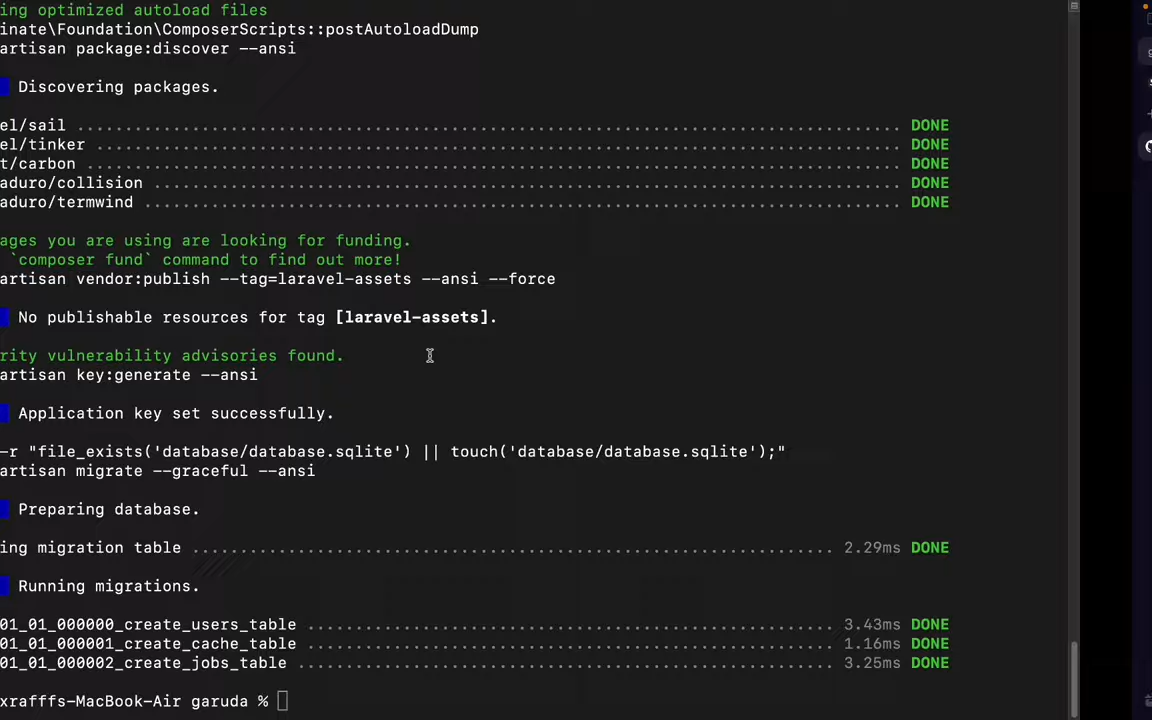 ing optimized autoload files
inate\Foundation\ComposerScripts::postAutoloadDump
artisan package:discover --ansi
Discovering packages.
el/sail ...................................................................................... DONE
el/tinker .................................................................................... DONE
t/carbon ..................................................................................... DONE
aduro/collision .............................................................................. DONE
aduro/termwind ............................................................................... DONE
ages you are using are looking for funding.
`composer fund` command to find out more!
artisan vendor:publish --tag=laravel-assets --ansi --force
No publishable resources for tag [laravel-assets].
rity vulnerability advisories found.
artisan key:generate --ansi
Application key set successfully.
-r "file_exists('database/database.sqlite') || touch('database/database.sqlite');"
artisan migrate --graceful --ansi
Preparing database.
ing migration table ................................................................... 2.29ms DONE
Running migrations.
01_01_000000_create_users_table ....................................................... 3.43ms DONE
01_01_000001_create_cache_table ....................................................... 1.16ms DONE
01_01_000002_create_jobs_table ........................................................ 3.25ms DONE
xrafffs-MacBook-Air garuda %